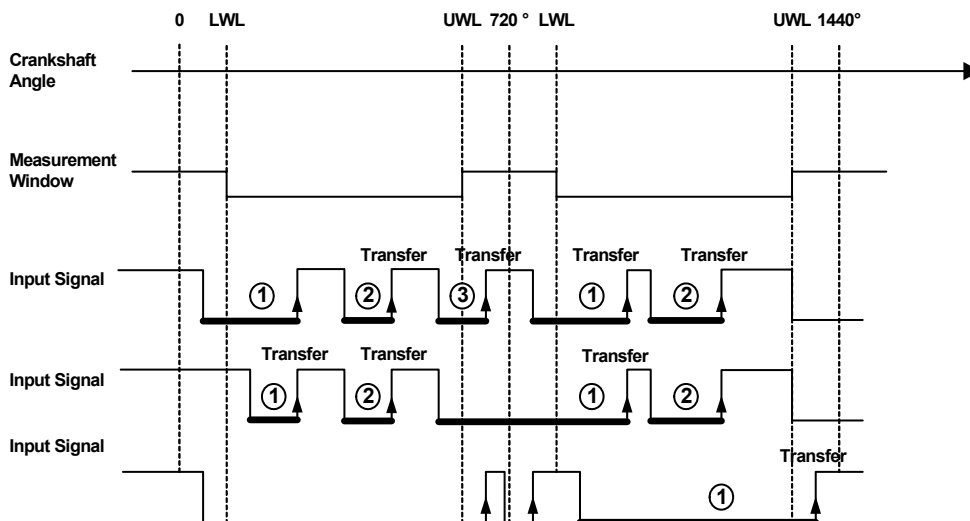 0 LWL UWL 720 ° LWL UWL 1440°
Crankshaft
Angle
Measurement
Window
Transfer Transfer Transfer Transfer
Input Signal
1 2 3 1 2
Transfer Transfer Transfer
Input Signal
1 2 1 2
Input Signal
Transfer
1